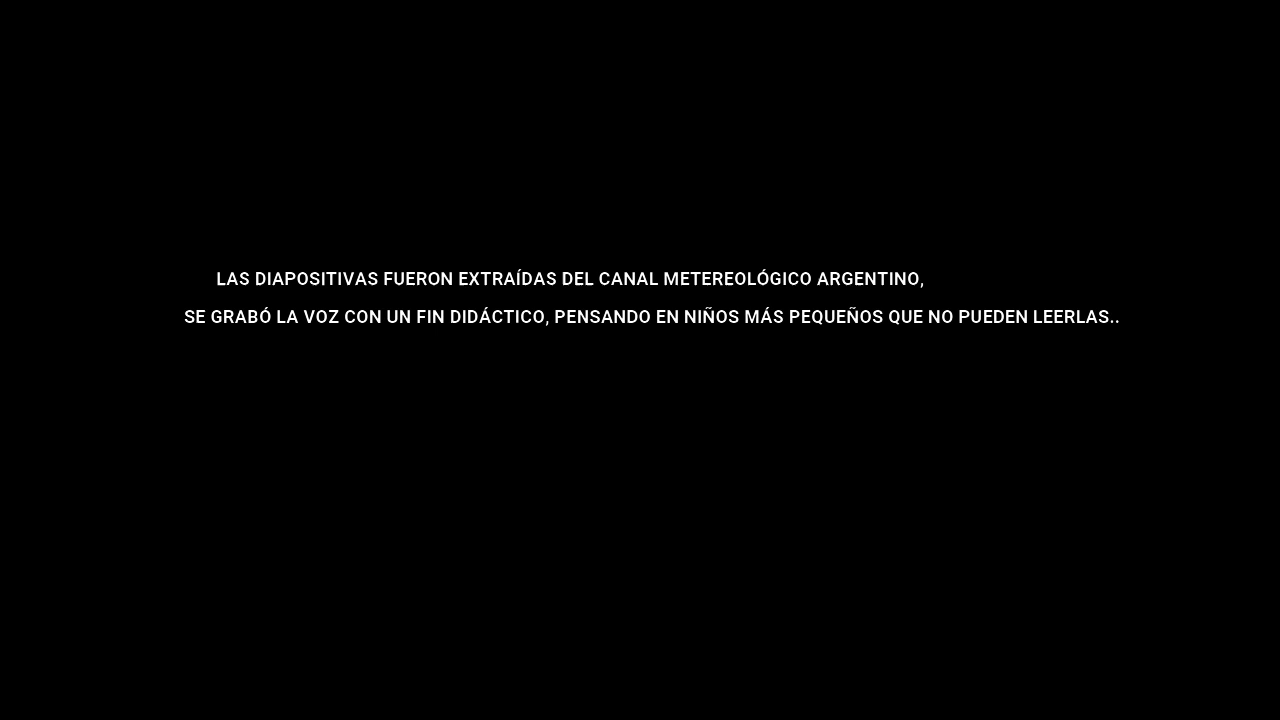 LAS DIAPOSITIVAS FUERON EXTRAÍDAS DEL CANAL METEREOLÓGICO ARGENTINO,
SE GRABÓ LA VOZ CON UN FIN DIDÁCTICO, PENSANDO EN NIÑOS MÁS PEQUEÑOS QUE NO PUEDEN LEERLAS..